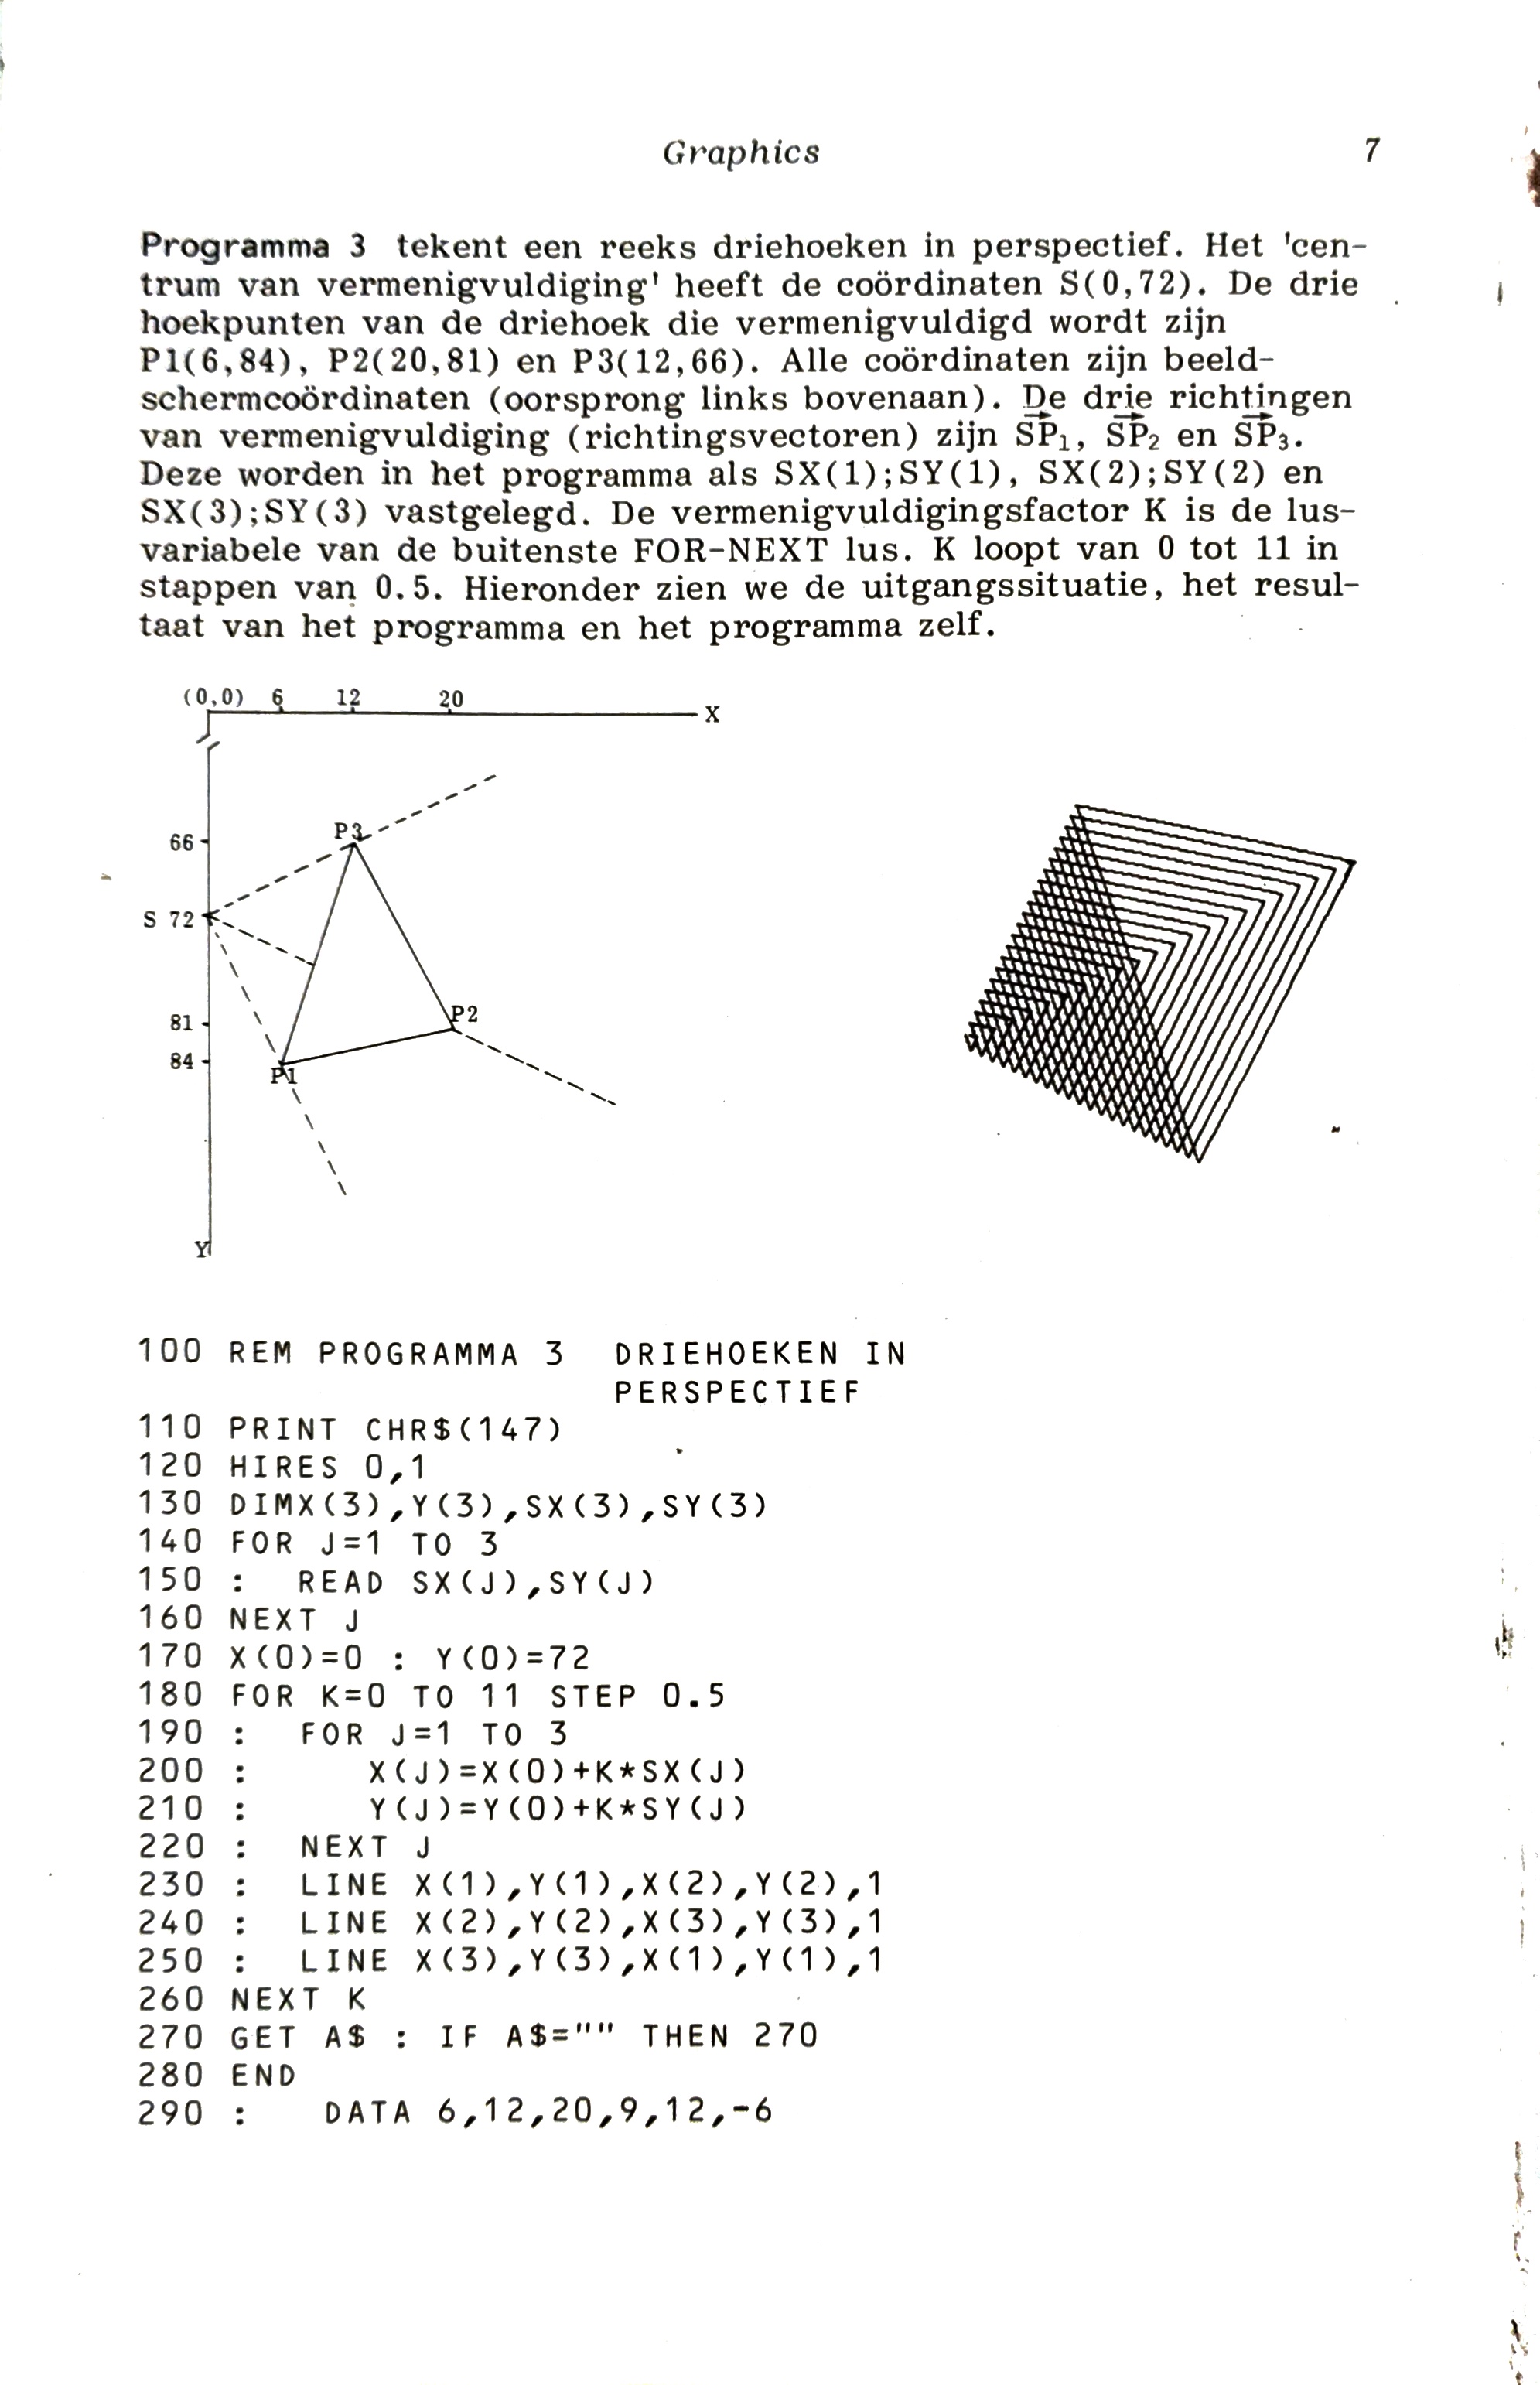 Graphics 7
Programma 3 tekent een reeks driehoeken in perspectief. Het 'cen-
trum van vermenigvuldiging' heeft de coördinaten S(0,72). De drie
hoekpunten van de driehoek die vermenigvuldigd wordt zijn
P1(6,84), P2(20,81) en P3(12,66). Alle coördinaten zijn beeld-
schermcoördinaten (oorsprong links bovenaan). De drie richtingen
van vermenigvuldiging (richtingsvectoren) zijn SP₁, SP₂ en SP₃.
Deze worden in het programma als SX(1);SY(1), SX(2);SY(2) en
SX(3);SY(3) vastgelegd. De vermenigvuldigingsfactor K is de lus-
variabele van de buitenste FOR-NEXT lus. K loopt van 0 tot 11 in
stappen van 0.5. Hieronder zien we de uitgangssituatie, het resul-
taat van het programma en het programma zelf.
(0,0) 6 12 20
X
P3
66
S 72
P2
81
84
P1
Y
100 REM PROGRAMMA 3 DRIEHOEKEN IN
PERSPECTIEF
110 PRINT CHR$(147)
120 HIRES 0,1
130 DIMX(3),Y(3),SX(3),SY(3)
140 FOR J=1 TO 3
150 : READ SX(J),SY(J)
160 NEXT J
170 X(0)=0 : Y(0)=72
180 FOR K=0 TO 11 STEP 0.5
190 : FOR J=1 TO 3
200 : X(J)=X(0)+K*SX(J)
210 : Y(J)=Y(0)+K*SY(J)
220 : NEXT J
230 : LINE X(1),Y(1),X(2),Y(2),1
240 : LINE X(2),Y(2),X(3),Y(3),1
250 : LINE X(3),Y(3),X(1),Y(1),1
260 NEXT K
270 GET A$ : IF A$="" THEN 270
280 END
290 : DATA 6,12,20,9,12,-6